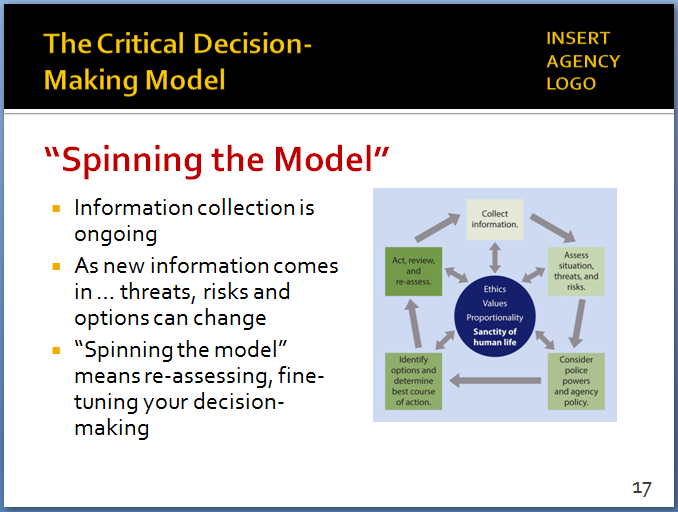 The Critical Decision-
Making Model
INSERT
AGENCY
LOGO
“Spinning the Model”
Information collection is
ongoing
As new information comes
in ... threats, risks and
options can change
“Spinning the model”
means re-assessing, fine-
tuning your decision-
making
Collect
information.
Assess
situation,
threats, and
risks.
Consider
police
powers
and agency
policy.
Identify
options and
determine
best course
of action.
Act, review,
and
re-assess.
Ethics
Values
Proportionality
Sanctity of
human life
17